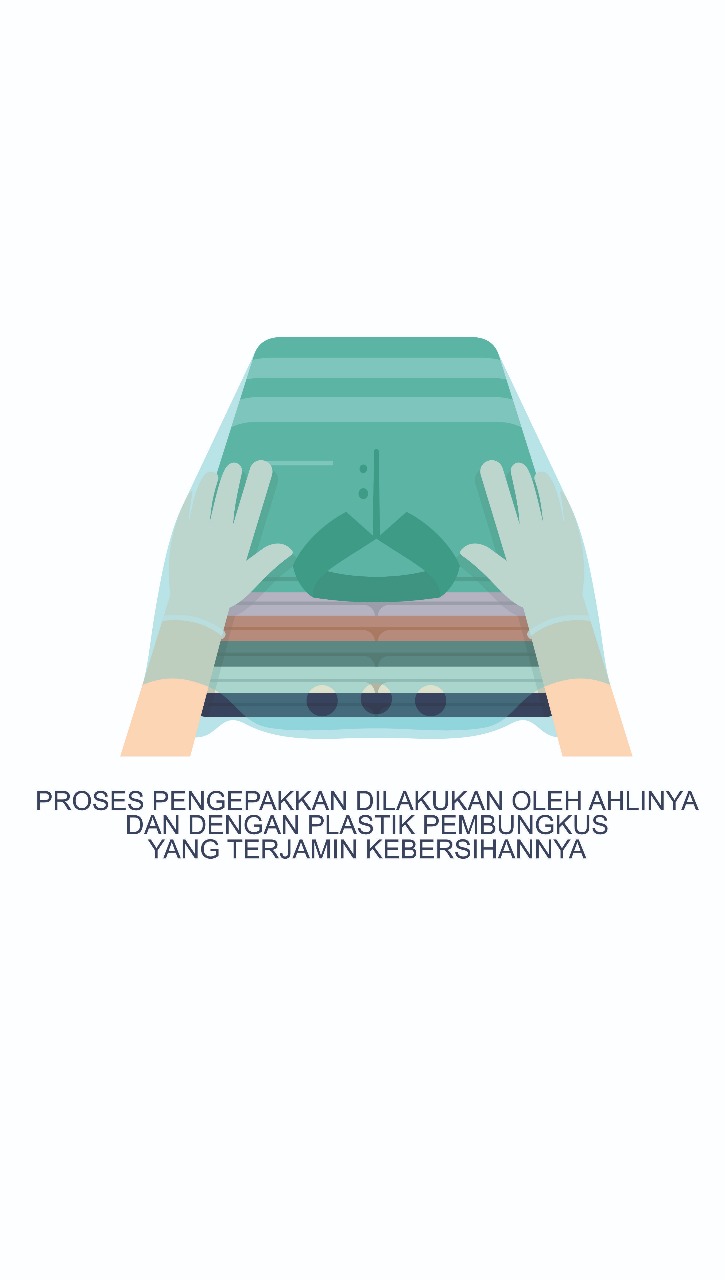 PROSES PENGEPAKKAN DILAKUKAN OLEH AHLINYA
DAN DENGAN PLASTIK PEMBUNGKUS
YANG TERJAMIN KEBERSIHANNYA